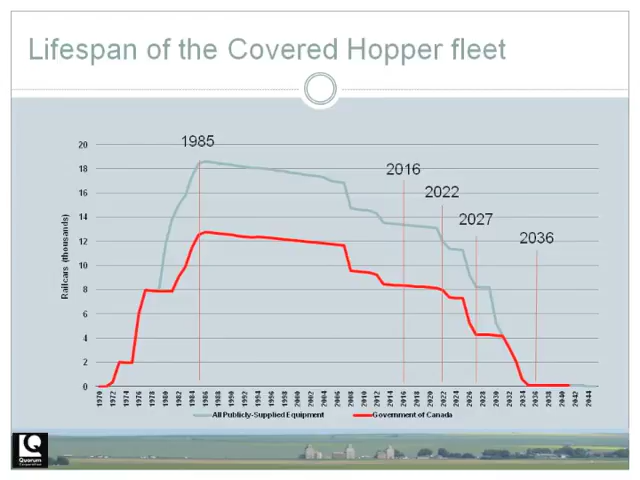 Lifespan of the Covered Hopper fleet
1985
2016
2022
2027
2036
Railcars (thousands)
20
18
16
14
12
10
8
6
4
2
0
1970 1972 1974 1976 1978 1980 1982 1984 1986 1988 1990 1992 1994 1996 1998 2000 2002 2004 2006 2008 2010 2012 2014 2016 2018 2020 2022 2024 2026 2028 2030 2032 2034 2036 2038 2040 2042 2044
All Publicly-Supplied Equipment Government of Canada
Quorum
Corporation